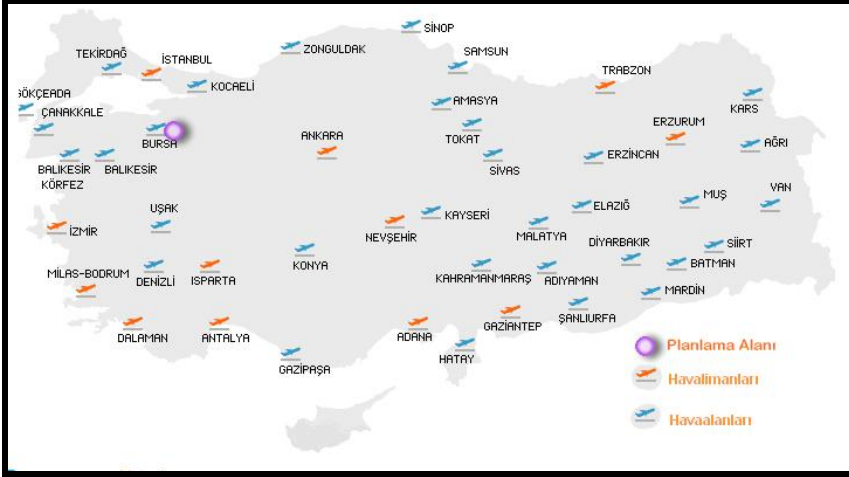 SİNOP
ZONGULDAK
SAMSUN
TEKİRDAĞ
İSTANBUL
TRABZON
KOCAELİ
GÖKÇEADA
AMASYA
KARS
ÇANAKKALE
ERZURUM
ANKARA
TOKAT
BURSA
AĞRI
ERZİNCAN
BALIKESİR
KÖRFEZ
BALIKESİR
SİVAS
VAN
MUŞ
UŞAK
ELAZIĞ
KAYSERİ
İZMİR
NEVŞEHİR
MALATYA
DİYARBAKIR
SİİRT
KONYA
BATMAN
MİLAS-BODRUM
DENİZLİ
ISPARTA
KAHRAMANMARAŞ
ADIYAMAN
MARDİN
ŞANLIURFA
GAZİANTEP
DALAMAN
ANTALYA
ADANA
HATAY
GAZİPAŞA
Planlama Alanı
Havalimanları
Havaalanları